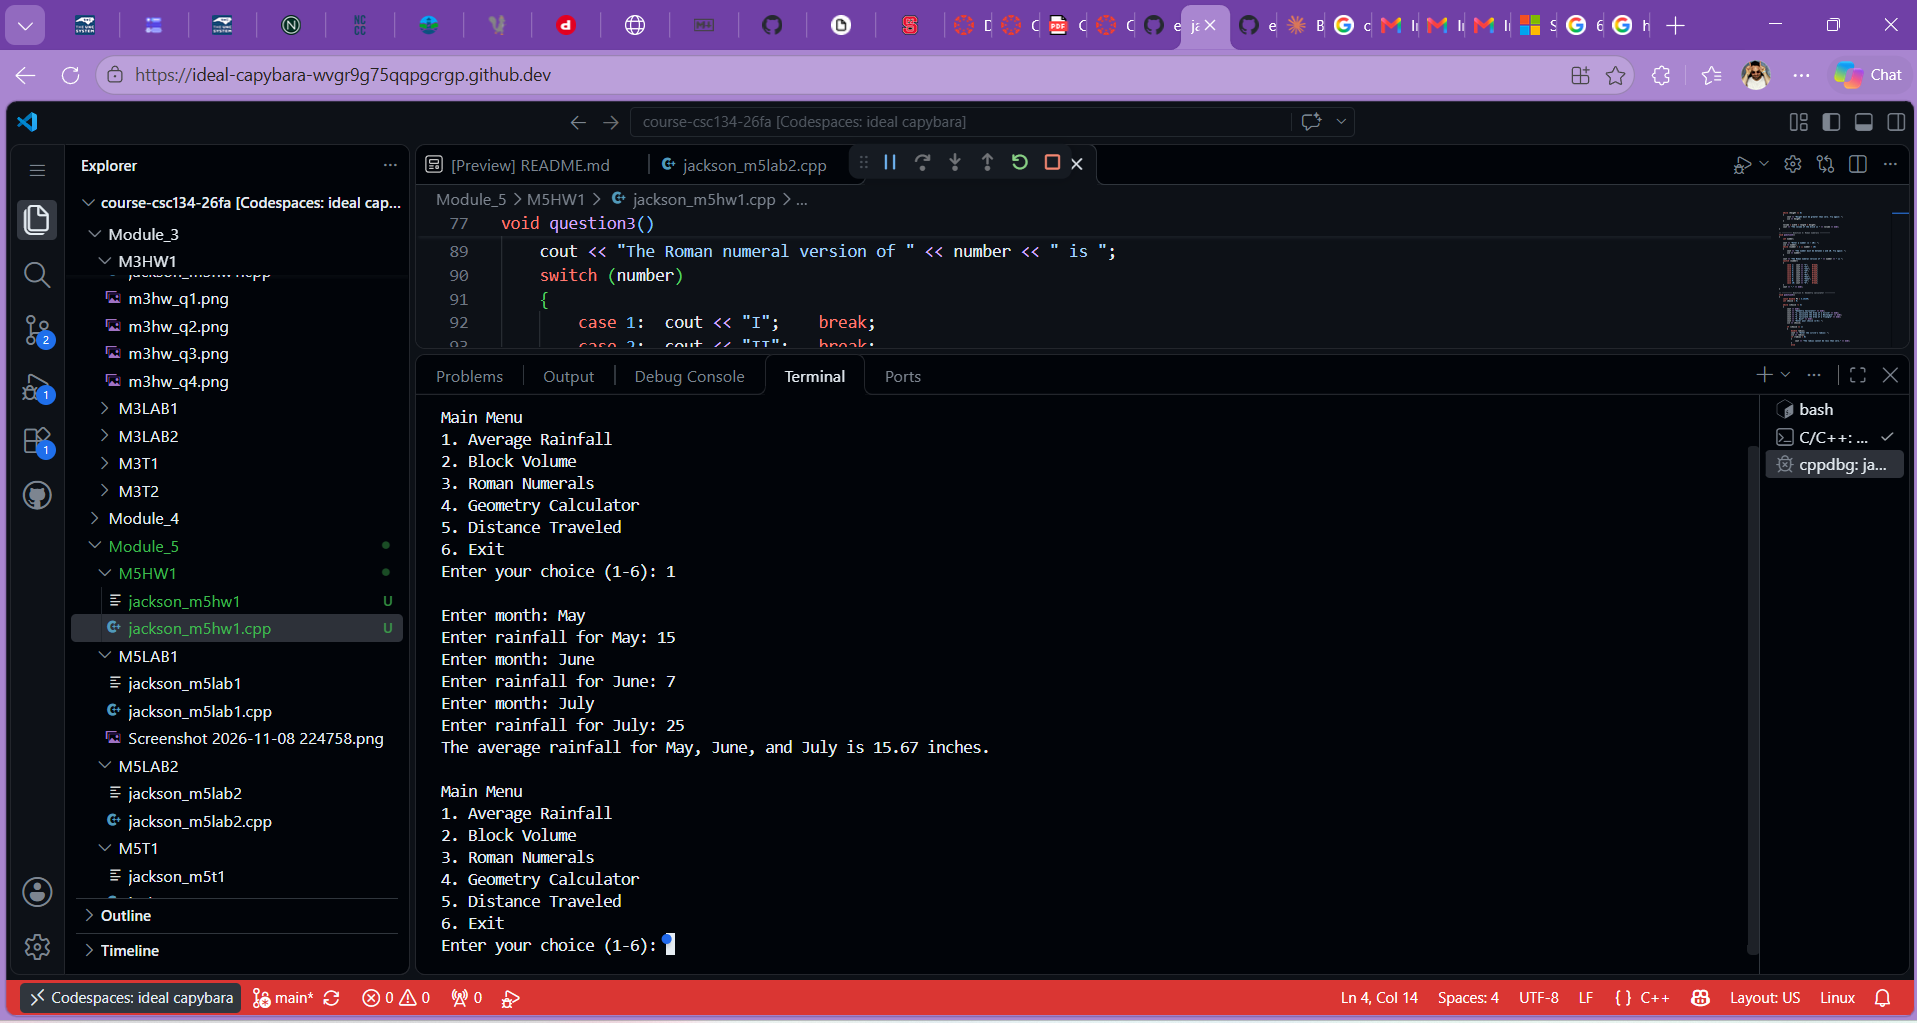 https://ideal-capybara-wvgr9g75qqpgcrgp.github.dev
Chat
course-csc134-26fa [Codespaces: ideal capybara]
Explorer
course-csc134-26fa [Codespaces: ideal cap...
Module_3
M3HW1
m3hw_q1.png
m3hw_q2.png
m3hw_q3.png
m3hw_q4.png
M3LAB1
M3LAB2
M3T1
M3T2
Module_4
Module_5
M5HW1
jackson_m5hw1 U
jackson_m5hw1.cpp U
M5LAB1
jackson_m5lab1
jackson_m5lab1.cpp
Screenshot 2026-11-08 224758.png
M5LAB2
jackson_m5lab2
jackson_m5lab2.cpp
M5T1
jackson_m5t1
Outline
Timeline
[Preview] README.md
jackson_m5lab2.cpp
Module_5 > M5HW1 > jackson_m5hw1.cpp > ...
77 void question3()
89 cout << "The Roman numeral version of " << number << " is ";
90 switch (number)
91 {
92 case 1: cout << "I"; break;
93 case 2: cout << "II"; break;
Problems Output Debug Console Terminal Ports
Main Menu
1. Average Rainfall
2. Block Volume
3. Roman Numerals
4. Geometry Calculator
5. Distance Traveled
6. Exit
Enter your choice (1-6): 1
Enter month: May
Enter rainfall for May: 15
Enter month: June
Enter rainfall for June: 7
Enter month: July
Enter rainfall for July: 25
The average rainfall for May, June, and July is 15.67 inches.
Main Menu
1. Average Rainfall
2. Block Volume
3. Roman Numerals
4. Geometry Calculator
5. Distance Traveled
6. Exit
Enter your choice (1-6):
bash
C/C++: ...
cppdbg: ja...
Codespaces: ideal capybara main* 0 0 0
Ln 4, Col 14 Spaces: 4 UTF-8 LF {} C++ Layout: US Linux